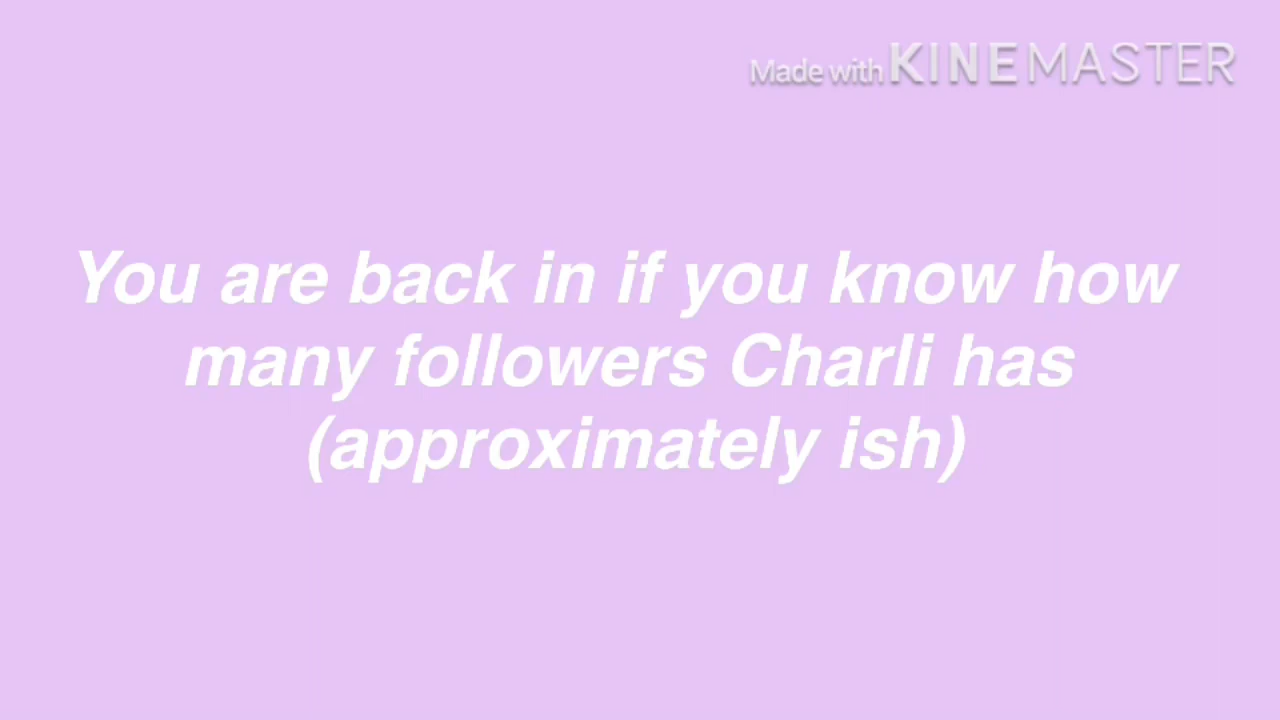 Made with KINEMASTER
You are back in if you know how
many followers Charli has
(approximately ish)